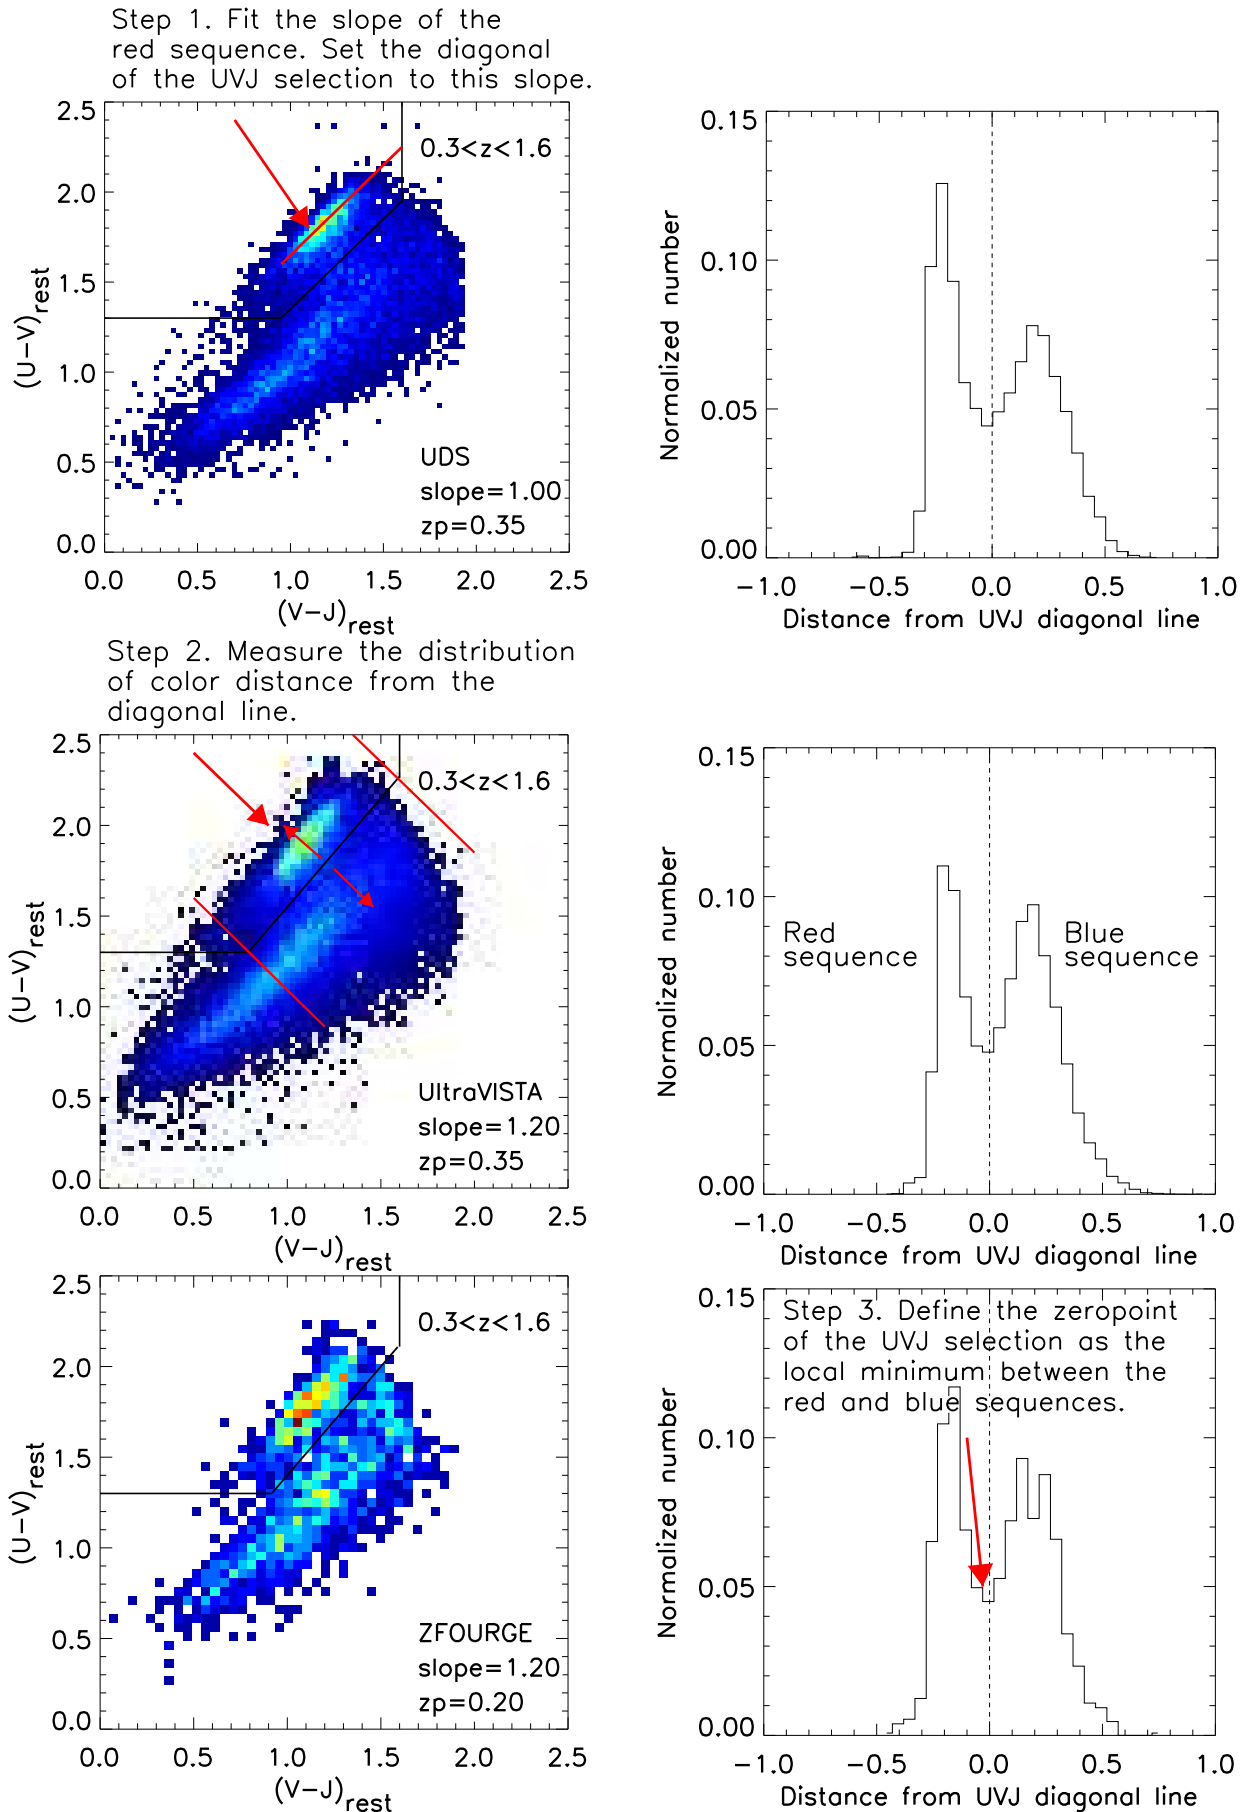 Step 1. Fit the slope of the
red sequence. Set the diagonal
of the UVJ selection to this slope.
2.5
2.0
1.5
1.0
0.5
0.0
(U−V)rest
0.3<z<1.6
UDS
slope=1.00
zp=0.35
0.0 0.5 1.0 1.5 2.0 2.5
(V−J)rest
0.15
0.10
0.05
0.00
Normalized number
−1.0 −0.5 0.0 0.5 1.0
Distance from UVJ diagonal line
Step 2. Measure the distribution
of color distance from the
diagonal line.
2.5
2.0
1.5
1.0
0.5
0.0
(U−V)rest
0.3<z<1.6
UltraVISTA
slope=1.20
zp=0.35
0.0 0.5 1.0 1.5 2.0 2.5
(V−J)rest
0.15
0.10
0.05
0.00
Normalized number
Red
sequence
Blue
sequence
−1.0 −0.5 0.0 0.5 1.0
Distance from UVJ diagonal line
2.5
2.0
1.5
1.0
0.5
0.0
(U−V)rest
0.3<z<1.6
ZFOURGE
slope=1.20
zp=0.20
0.0 0.5 1.0 1.5 2.0 2.5
(V−J)rest
0.15
0.10
0.05
0.00
Normalized number
Step 3. Define the zeropoint
of the UVJ selection as the
local minimum between the
red and blue sequences.
−1.0 −0.5 0.0 0.5 1.0
Distance from UVJ diagonal line